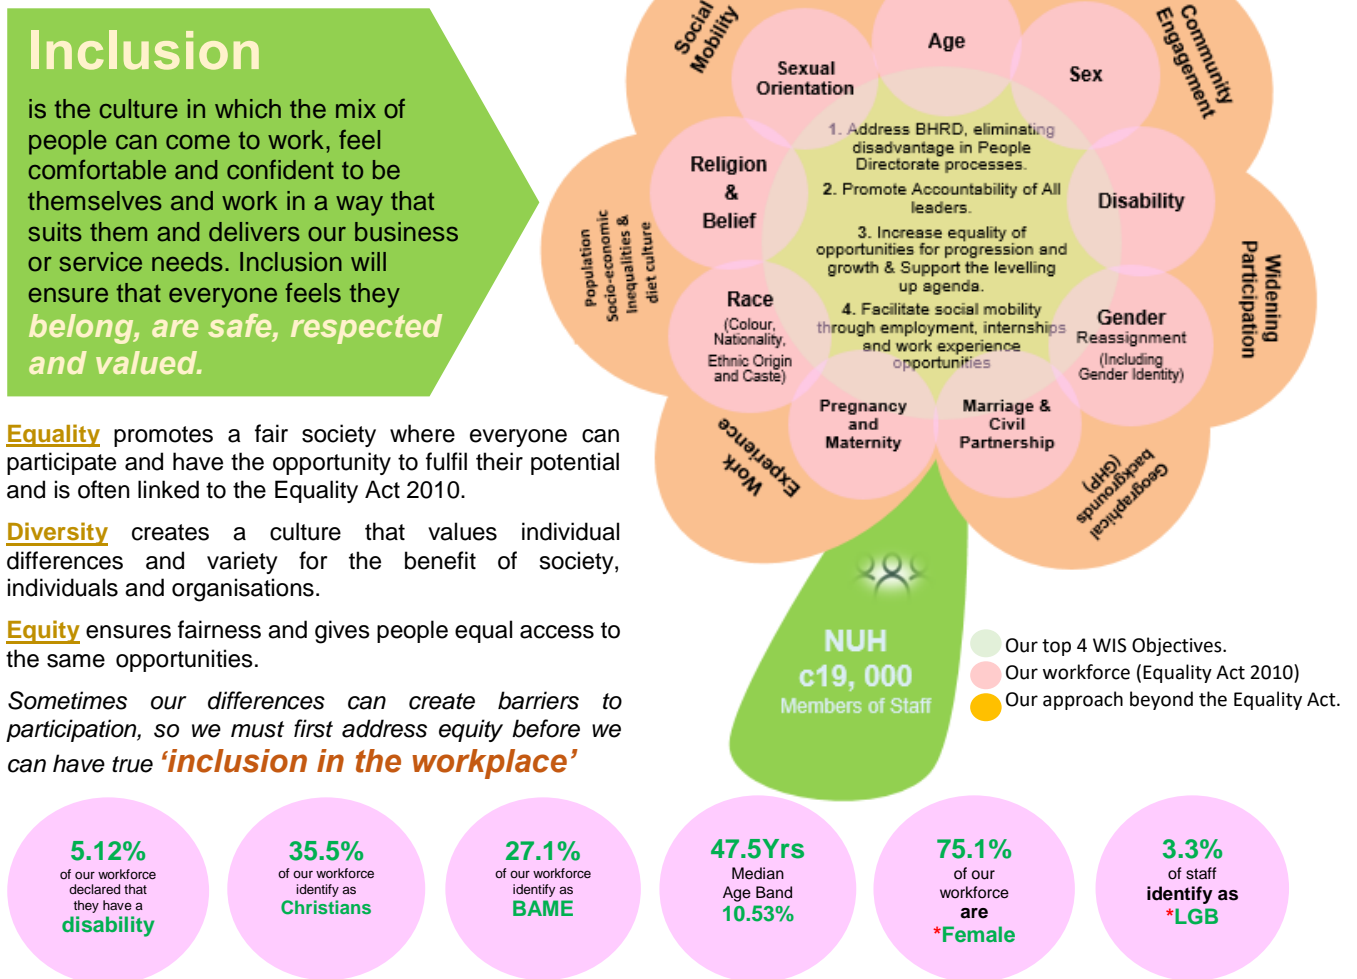 Inclusion
is the culture in which the mix of
people can come to work, feel
comfortable and confident to be
themselves and work in a way that
suits them and delivers our business
or service needs. Inclusion will
ensure that everyone feels they
belong, are safe, respected
and valued.
Equality promotes a fair society where everyone can
participate and have the opportunity to fulfil their potential
and is often linked to the Equality Act 2010.
Diversity creates a culture that values individual
differences and variety for the benefit of society,
individuals and organisations.
Equity ensures fairness and gives people equal access to
the same opportunities.
Sometimes our differences can create barriers to
participation, so we must first address equity before we
can have true ‘inclusion in the workplace’
Social
Mobility
Community
Engagement
Widening
Participation
Geographical
backgrounds
(GHP)
Work
Experience
Population
Socio-economic
Inequalities &
diet culture
Age
Sex
Disability
Gender
Reassignment
(Including
Gender Identity)
Marriage &
Civil
Partnership
Pregnancy
and
Maternity
Race
(Colour,
Nationality,
Ethnic Origin
and Caste)
Religion
&
Belief
Sexual
Orientation
1. Address BHRD, eliminating
disadvantage in People
Directorate processes.
2. Promote Accountability of All
leaders.
3. Increase equality of
opportunities for progression and
growth & Support the levelling
up agenda.
4. Facilitate social mobility
through employment, internships
and work experience
opportunities
NUH
c19, 000
Members of Staff
Our top 4 WIS Objectives.
Our workforce (Equality Act 2010)
Our approach beyond the Equality Act.
5.12%
of our workforce
declared that
they have a
disability
35.5%
of our workforce
identify as
Christians
27.1%
of our workforce
identify as
BAME
47.5Yrs
Median
Age Band
10.53%
75.1%
of our
workforce
are
*Female
3.3%
of staff
identify as
*LGB